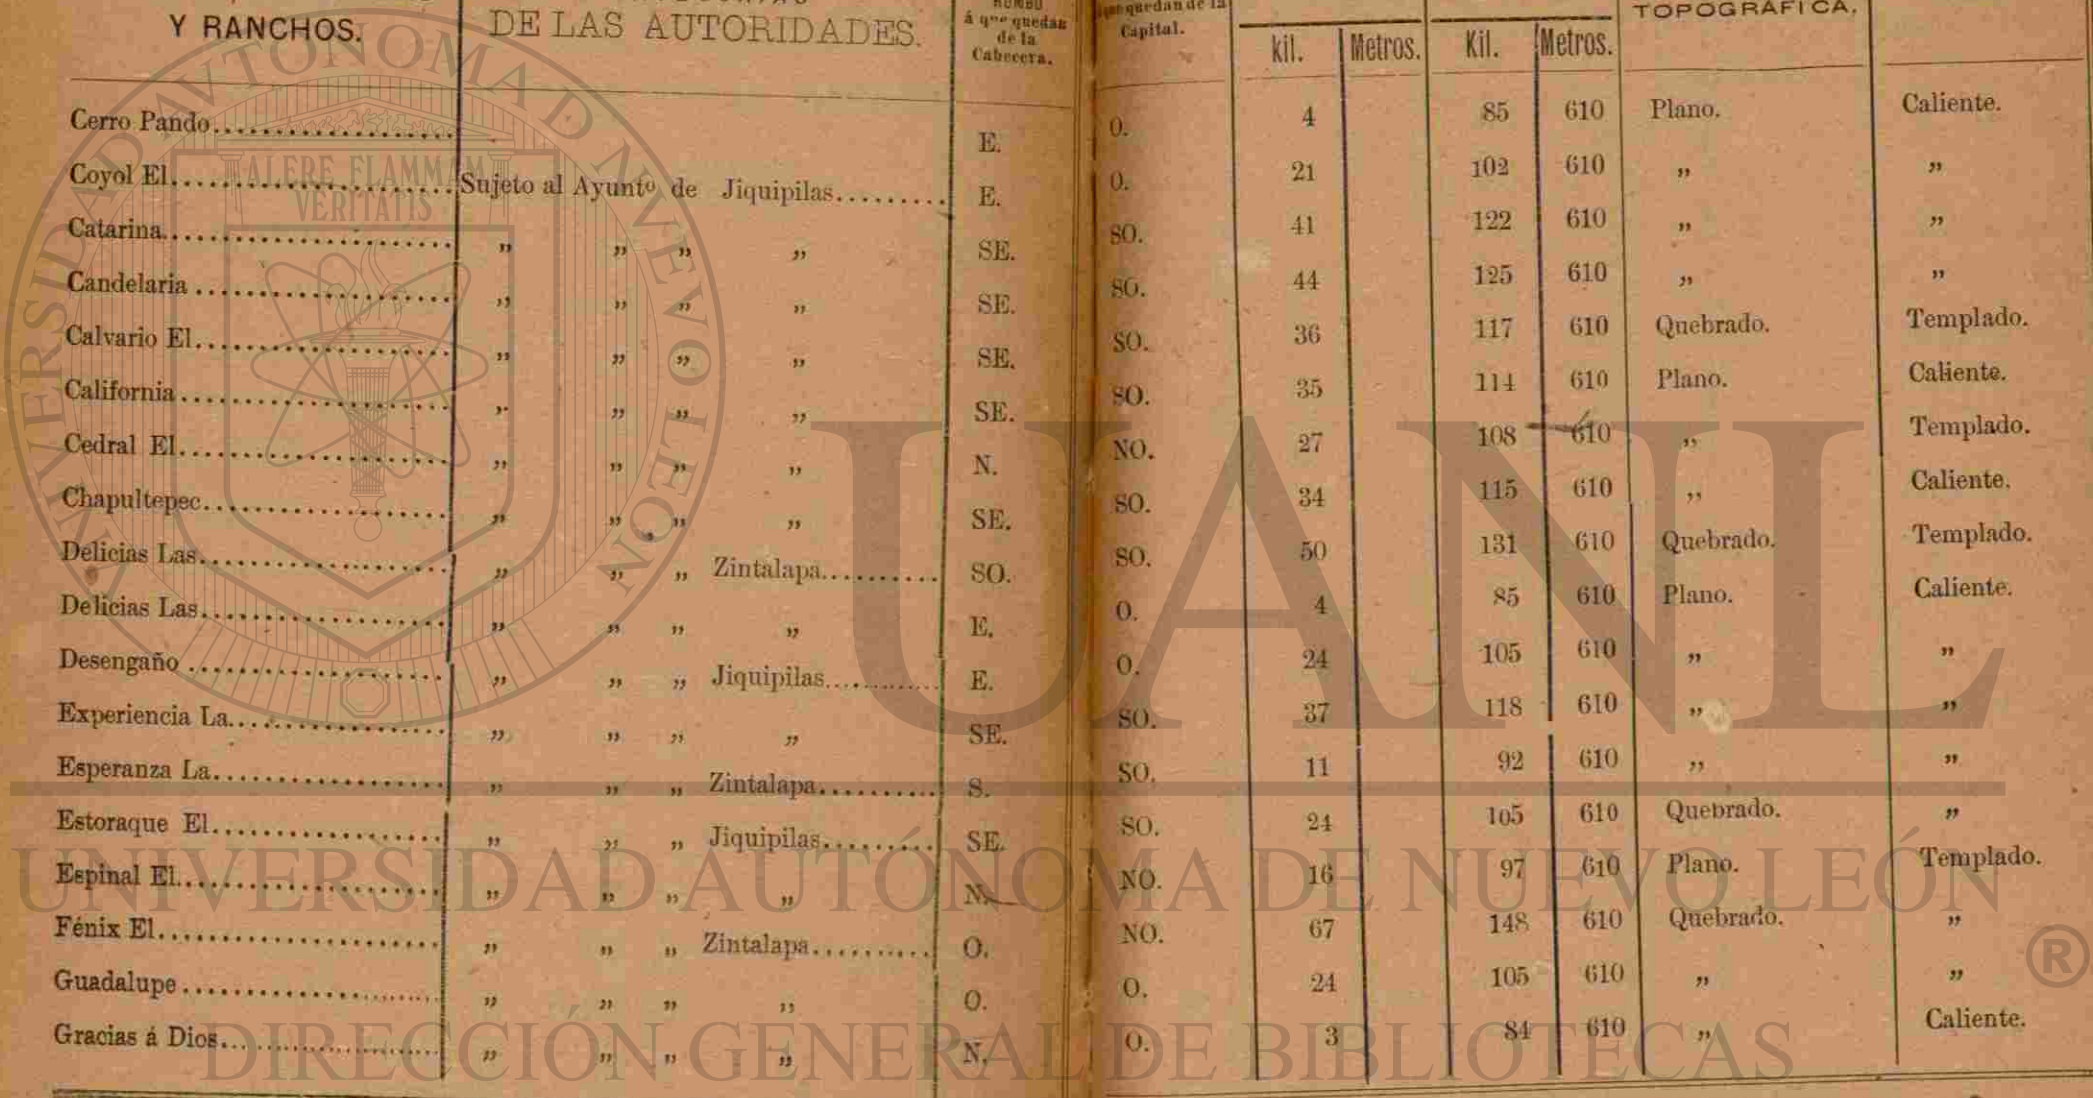 Y RANCHOS. DE LAS AUTORIDADES. RUMBO á que quedan de la Cabecera. que quedan de la Capital. kil. Metros. Kil. Metros. TOPOGRAFICA.
Cerro Pando.................. E. O. 4 85 610 Plano. Caliente.
Coyol El..................... Sujeto al Ayuntº de Jiquipilas......... E. O. 21 102 610 „ „
Catarina..................... „ „ „ „ SE. SO. 41 122 610 „ „
Candelaria ................... „ „ „ „ SE. SO. 44 125 610 „ „
Calvario El................... „ „ „ „ SE. SO. 36 117 610 Quebrado. Templado.
California.................... „ „ „ „ SE. SO. 35 114 610 Plano. Caliente.
Cedral El.................... „ „ „ „ N. NO. 27 108 610 „ Templado.
Chapultepec.................. „ „ „ „ SE. SO. 34 115 610 „ Caliente.
Delicias Las................... „ „ „ Zintalapa.......... SO. SO. 50 131 610 Quebrado. Templado.
Delicias Las................... „ „ „ „ E. O. 4 85 610 Plano. Caliente.
Desengaño ................... „ „ „ Jiquipilas............ E. O. 24 105 610 „ „
Experiencia La................ „ „ „ „ SE. SO. 37 118 610 „ „
Esperanza La................. „ „ „ Zintalapa.......... S. SO. 11 92 610 „ „
Estoraque El................. „ „ „ Jiquipilas......... SE. SO. 24 105 610 Quebrado. „
Espinal El.................... „ „ „ „ N. NO. 16 97 610 Plano. Templado.
Fénix El..................... „ „ „ Zintalapa.......... O. NO. 67 148 610 Quebrado. „
Guadalupe .................... „ „ „ „ O. O. 24 105 610 „ „
Gracias á Dios................. „ „ „ „ N. O. 3 84 610 „ Caliente.
UNIVERSIDAD AUTONOMA DE NUEVO LEÓN
ALERE FLAMMAM
VERITATIS
UANL
UNIVERSIDAD AUTÓNOMA DE NUEVO LEÓN
®
DIRECCIÓN GENERAL DE BIBLIOTECAS